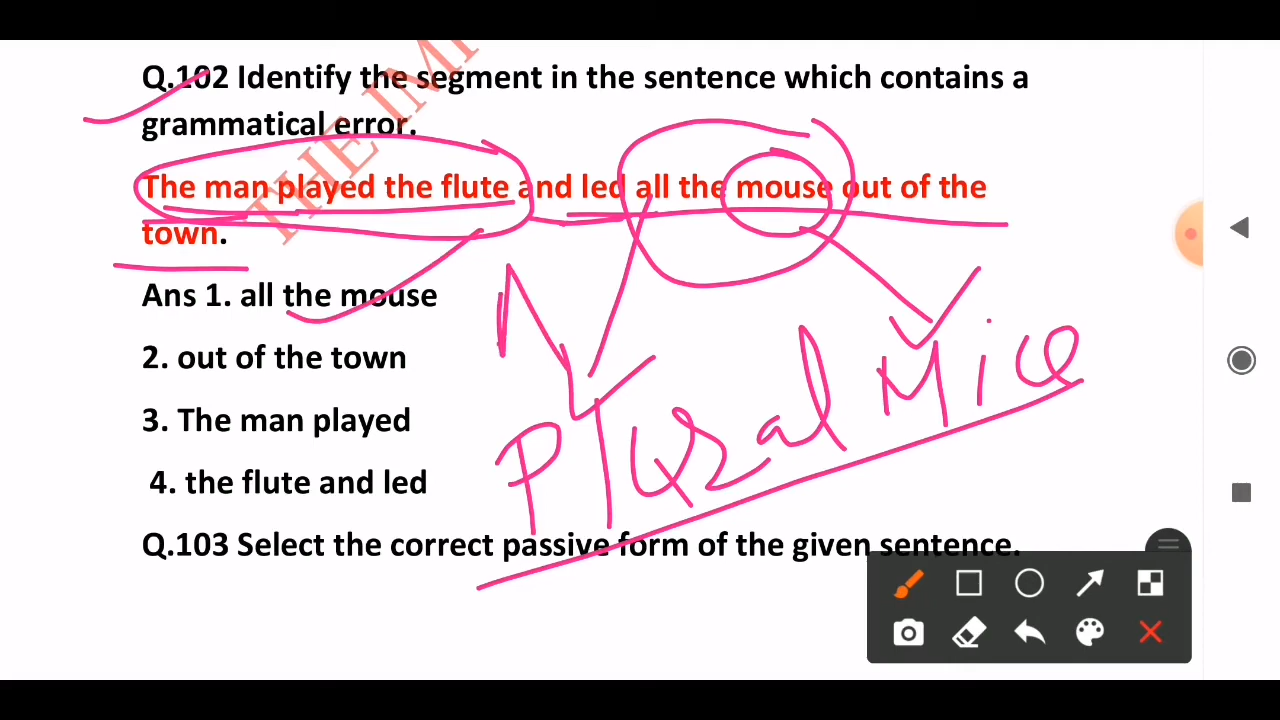 Q.102 Identify the segment in the sentence which contains a
grammatical error.
The man played the flute and led all the mouse out of the
town.
Ans 1. all the mouse
2. out of the town
3. The man played
4. the flute and led
Plural Mice
Q.103 Select the correct passive form of the given sentence.
THE IM